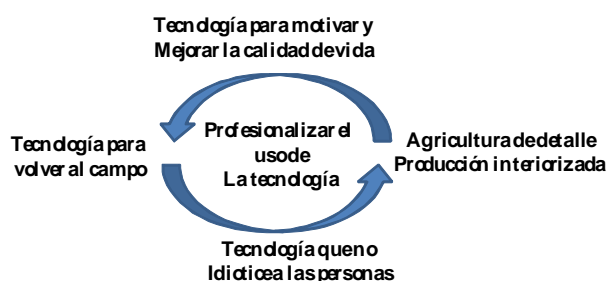 Tecnología para motivar y
Mejorar la calidad de vida
Tecnología para
volver al campo
Profesionalizar el
uso de
La tecnología
Agricultura de detalle
Producción interiorizada
Tecnología que no
Idioticea las personas